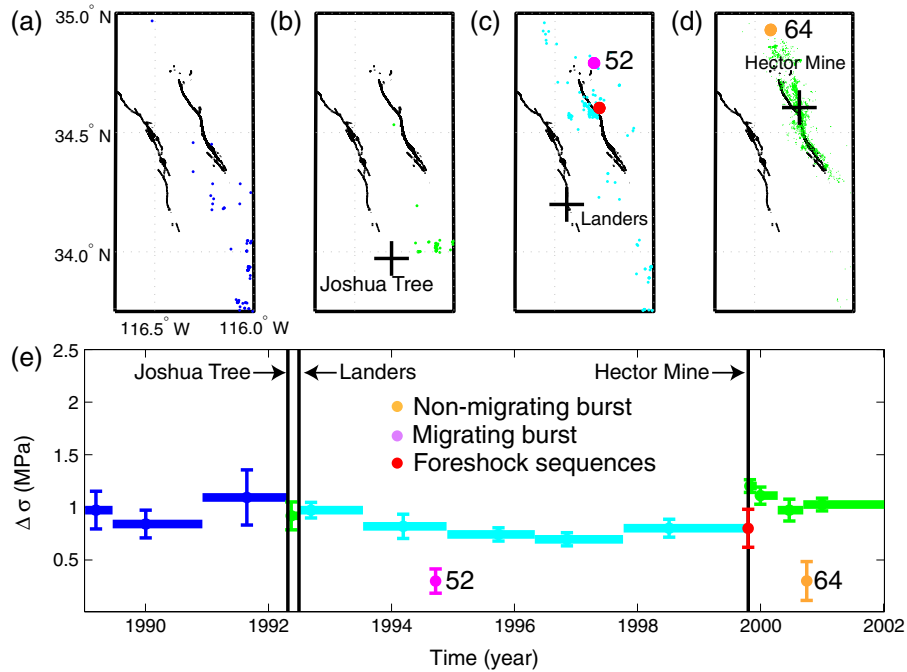 (a) (b) (c) (d)
52
64
Hector Mine
35.0° N
34.5° N
34.0° N
Landers
Joshua Tree
116.5° W 116.0° W
(e)
2.5
Joshua Tree Landers Hector Mine
2
Non-migrating burst
Migrating burst
1.5
Foreshock sequences
Δ σ (MPa)
1
0.5
52 64
1990 1992 1994 1996 1998 2000 2002
Time (year)